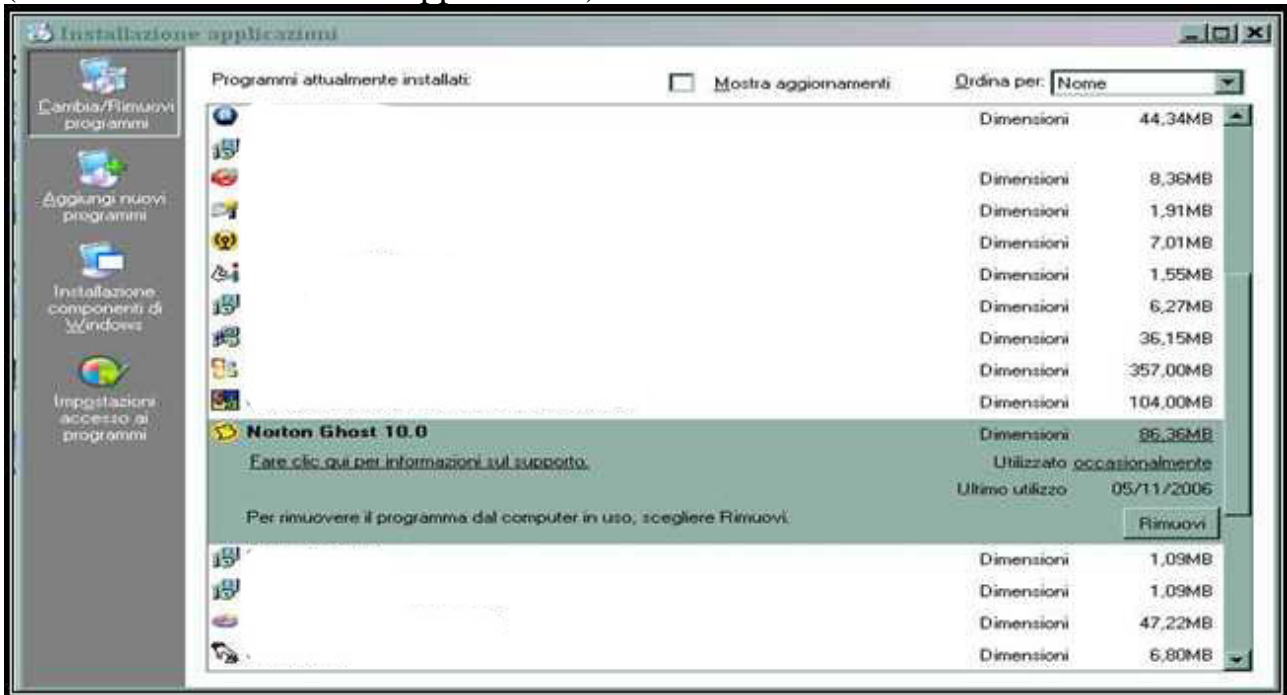 Installazione applicazioni
Cambia/Rimuovi
programmi
Aggiungi nuovi
programmi
Installazione
componenti di
Windows
Impostazioni
accesso ai
programmi
Programmi attualmente installati:
Mostra aggiornamenti
Ordina per: Nome
Dimensioni 44,34MB
Dimensioni 8,36MB
Dimensioni 1,91MB
Dimensioni 7,01MB
Dimensioni 1,55MB
Dimensioni 6,27MB
Dimensioni 36,15MB
Dimensioni 357,00MB
Dimensioni 104,00MB
Norton Ghost 10.0 Dimensioni 86,36MB
Fare clic qui per informazioni sul supporto. Utilizzato occasionalmente
Ultimo utilizzo 05/11/2006
Per rimuovere il programma dal computer in uso, scegliere Rimuovi. Rimuovi
Dimensioni 1,09MB
Dimensioni 1,09MB
Dimensioni 47,22MB
Dimensioni 6,80MB